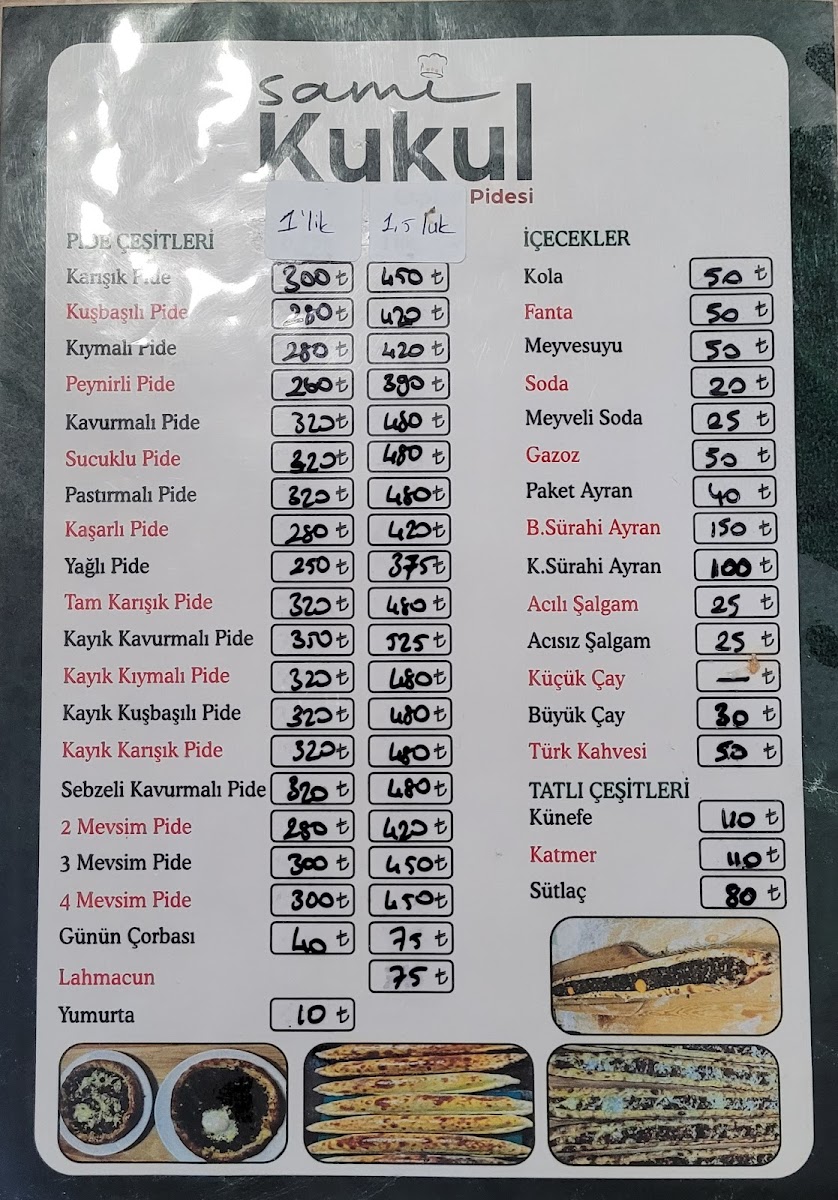 sami
Kukul
Pidesi
1'lik 1,5 luk
PİDE ÇEŞİTLERİ
Karışık Pide 300 ₺ 450 ₺
Kuşbaşılı Pide 280 ₺ 420 ₺
Kıymalı Pide 280 ₺ 420 ₺
Peynirli Pide 260 ₺ 390 ₺
Kavurmalı Pide 320 ₺ 480 ₺
Sucuklu Pide 320 ₺ 480 ₺
Pastırmalı Pide 320 ₺ 480 ₺
Kaşarlı Pide 280 ₺ 420 ₺
Yağlı Pide 250 ₺ 375 ₺
Tam Karışık Pide 320 ₺ 480 ₺
Kayık Kavurmalı Pide 350 ₺ 525 ₺
Kayık Kıymalı Pide 320 ₺ 480 ₺
Kayık Kuşbaşılı Pide 320 ₺ 480 ₺
Kayık Karışık Pide 320 ₺ 480 ₺
Sebzeli Kavurmalı Pide 320 ₺ 480 ₺
2 Mevsim Pide 280 ₺ 420 ₺
3 Mevsim Pide 300 ₺ 450 ₺
4 Mevsim Pide 300 ₺ 450 ₺
Günün Çorbası 40 ₺ 75 ₺
Lahmacun 75 ₺
Yumurta 10 ₺
İÇECEKLER
Kola 50 ₺
Fanta 50 ₺
Meyvesuyu 50 ₺
Soda 20 ₺
Meyveli Soda 25 ₺
Gazoz 50 ₺
Paket Ayran 40 ₺
B.Sürahi Ayran 150 ₺
K.Sürahi Ayran 100 ₺
Acılı Şalgam 25 ₺
Acısız Şalgam 25 ₺
Küçük Çay — ₺
Büyük Çay 30 ₺
Türk Kahvesi 50 ₺
TATLI ÇEŞİTLERİ
Künefe 110 ₺
Katmer 110 ₺
Sütlaç 80 ₺